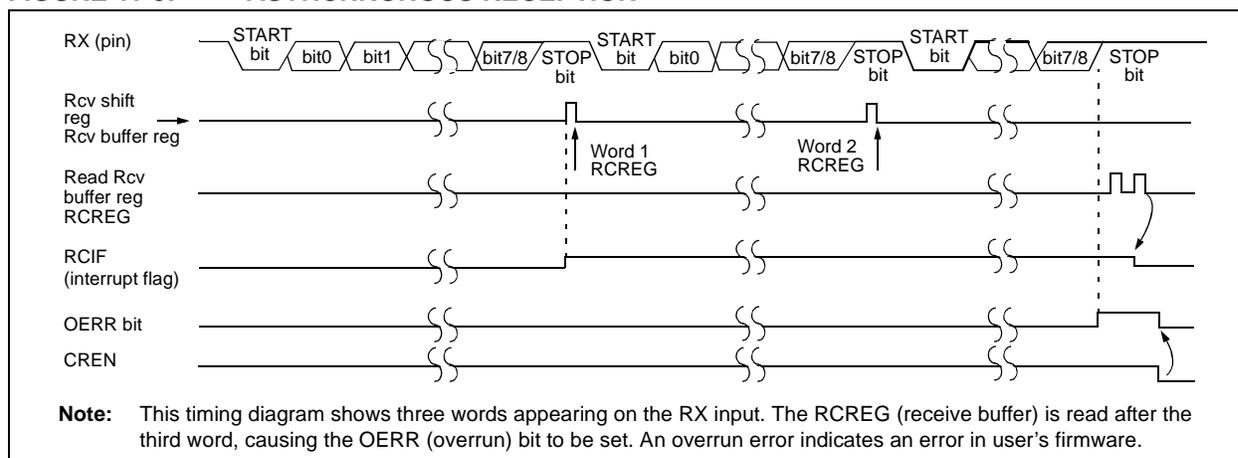 RX (pin)
START
bit
bit0
bit1
bit7/8
STOP
bit
START
bit
bit0
bit7/8
STOP
bit
START
bit
bit7/8
STOP
bit
Rcv shift
reg
Rcv buffer reg
Word 1
RCREG
Word 2
RCREG
Read Rcv
buffer reg
RCREG
RCIF
(interrupt flag)
OERR bit
CREN
Note: This timing diagram shows three words appearing on the RX input. The RCREG (receive buffer) is read after the
third word, causing the OERR (overrun) bit to be set. An overrun error indicates an error in user's firmware.